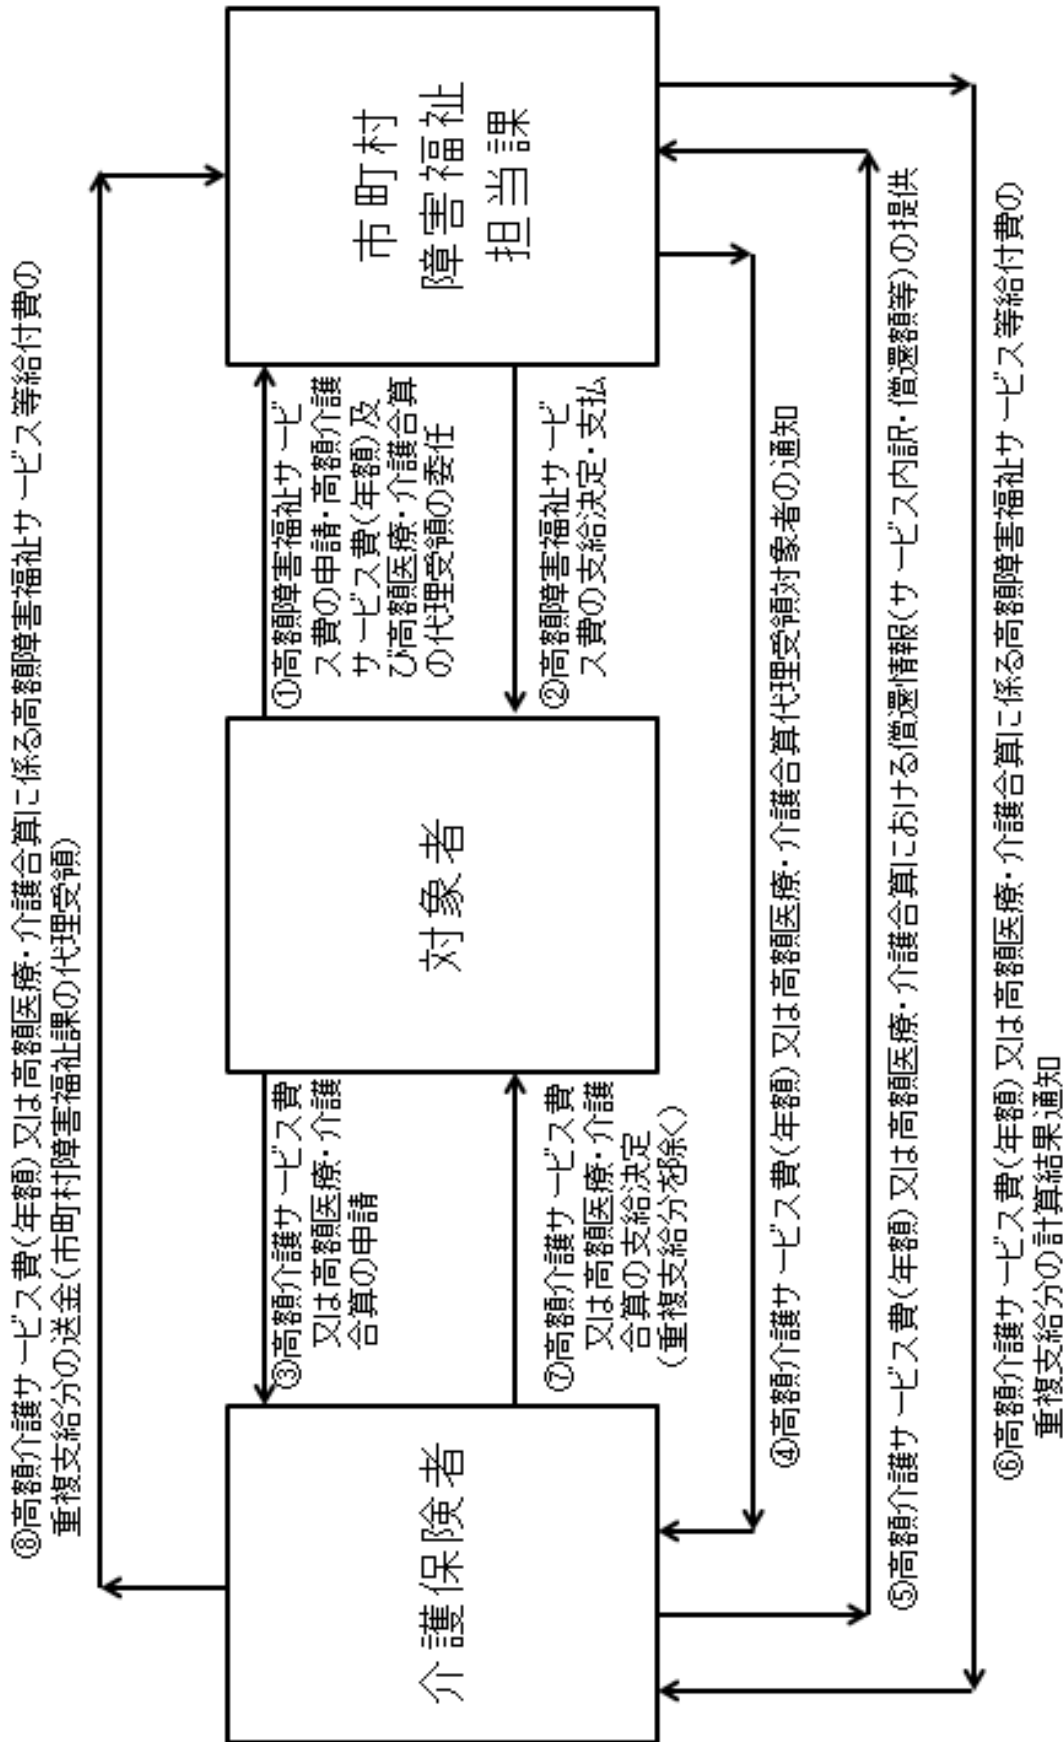 ⑧高額介護サービス費(年額)又は高額医療・介護合算に係る高額障害福祉サービス等給付費の
重複支給分の送金(市町村障害福祉課の代理受領)
介護保険者
対象者
市町村
障害福祉
担当課
③高額介護サービス費
又は高額医療・介護
合算の申請
①高額障害福祉サービ
ス費の申請・高額介護
サービス費(年額)及
び高額医療・介護合算
の代理受領の委任
⑦高額介護サービス費
又は高額医療・介護
合算の支給決定
(重複支給分を除く)
②高額障害福祉サービ
ス費の支給決定・支払
④高額介護サービス費(年額)又は高額医療・介護合算代理受領対象者の通知
⑤高額介護サービス費(年額)又は高額医療・介護合算における償還情報(サービス内訳・償還額等)の提供
⑥高額介護サービス費(年額)又は高額医療・介護合算に係る高額障害福祉サービス等給付費の
重複支給分の計算結果通知